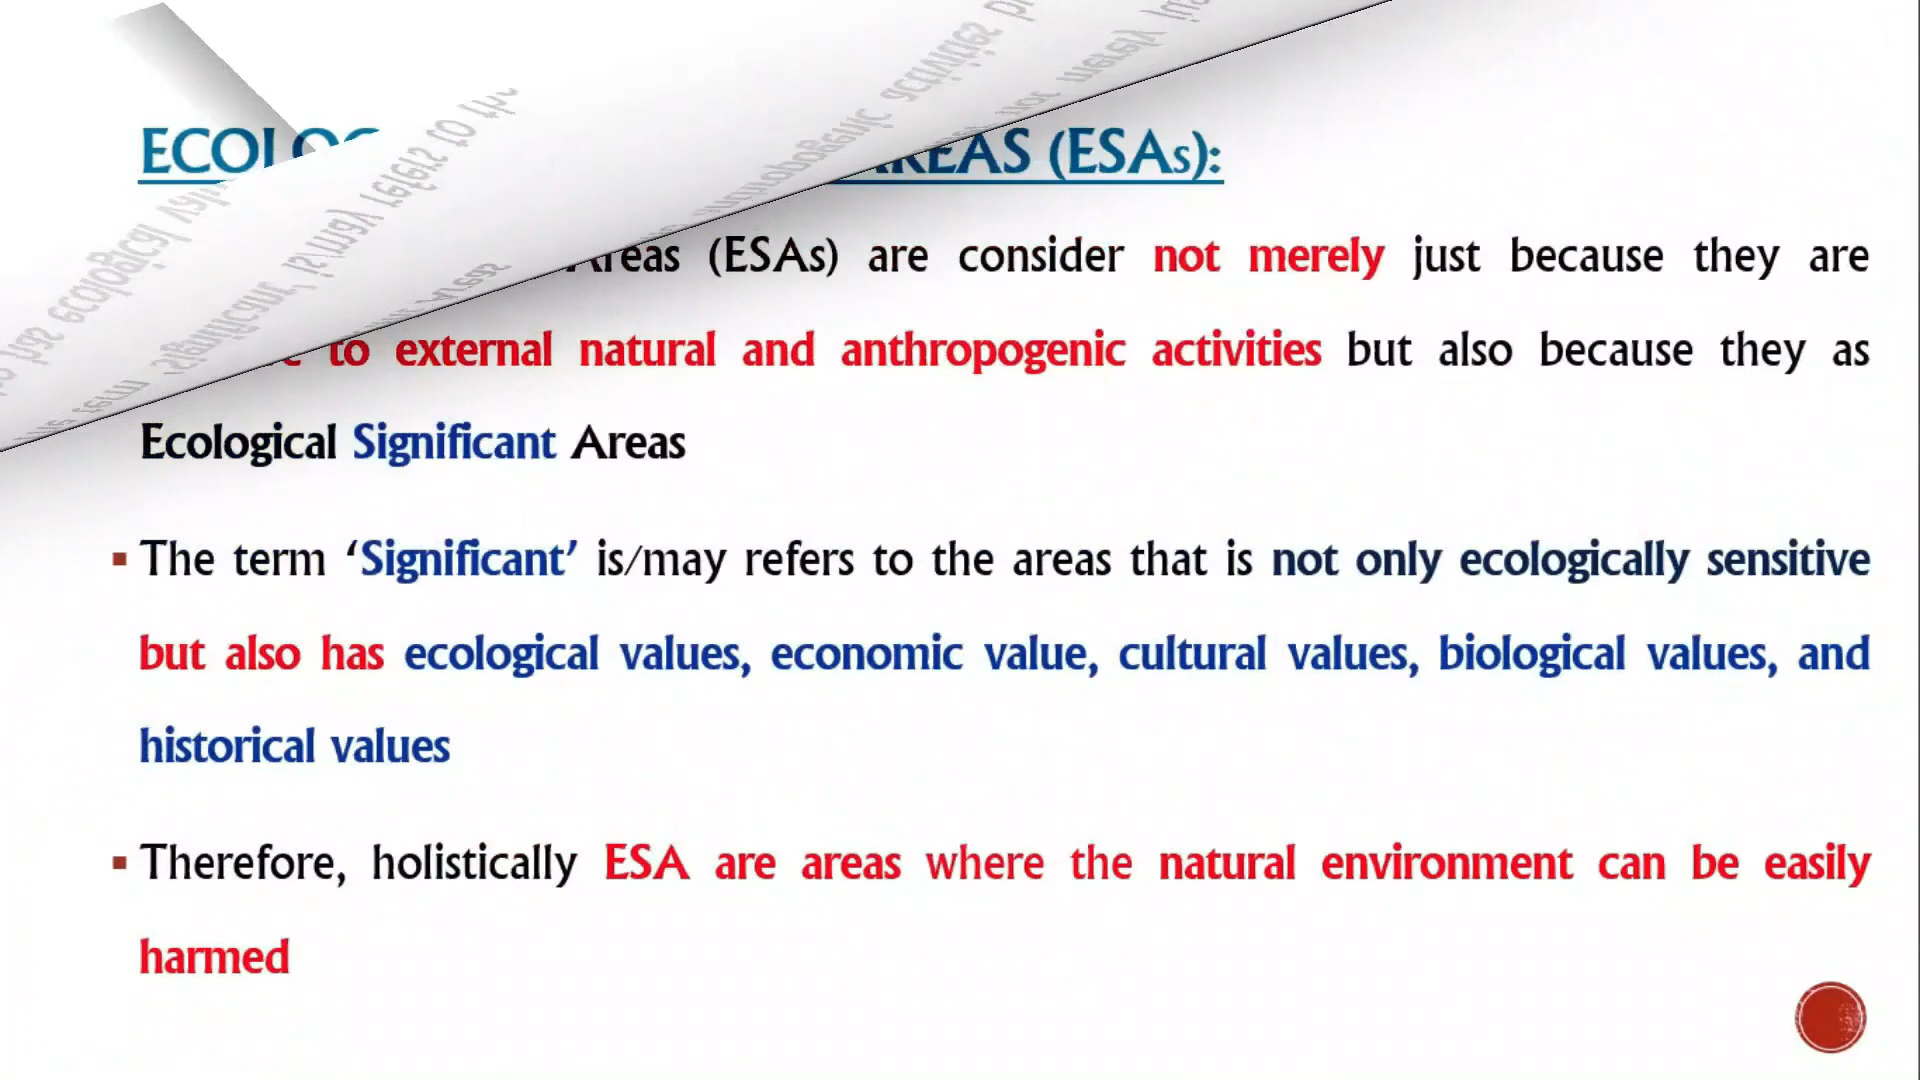 AREAS (ESAs):
Areas (ESAs) are consider not merely just because they are
to external natural and anthropogenic activities but also because they as
Ecological Significant Areas
▪ The term ‘Significant’ is/may refers to the areas that is not only ecologically sensitive
but also has ecological values, economic value, cultural values, biological values, and
historical values
▪ Therefore, holistically ESA are areas where the natural environment can be easily
harmed